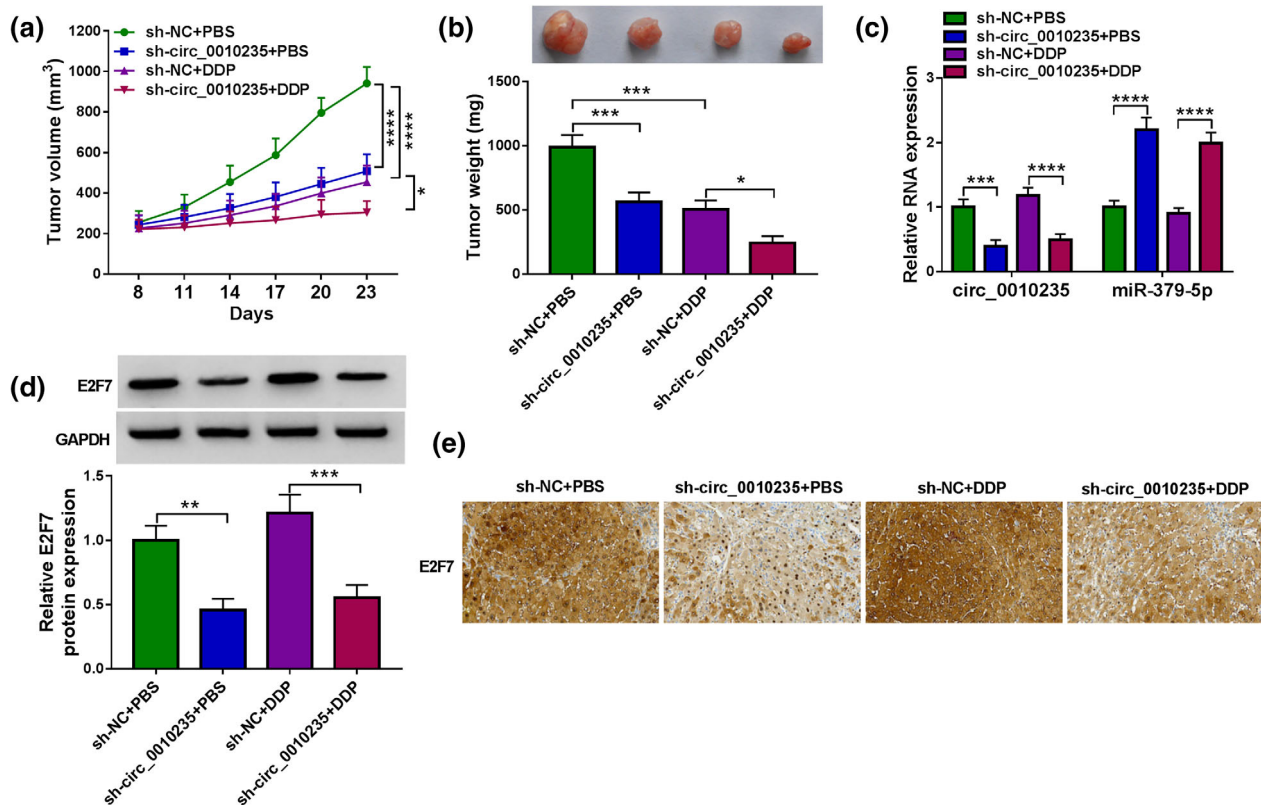 (a)
1200
1000
800
600
400
200
0
Tumor volume (mm³)
8 11 14 17 20 23
Days
sh-NC+PBS
sh-circ_0010235+PBS
sh-NC+DDP
sh-circ_0010235+DDP
****
****
*
(b)
1500
1000
500
0
Tumor weight (mg)
***
***
*
sh-NC+PBS
sh-circ_0010235+PBS
sh-NC+DDP
sh-circ_0010235+DDP
(c)
sh-NC+PBS
sh-circ_0010235+PBS
sh-NC+DDP
sh-circ_0010235+DDP
3
2
1
0
Relative RNA expression
*** ****
**** ****
circ_0010235 miR-379-5p
(d)
E2F7
GAPDH
1.5
1.0
0.5
0.0
Relative E2F7
protein expression
** ***
sh-NC+PBS
sh-circ_0010235+PBS
sh-NC+DDP
sh-circ_0010235+DDP
(e)
sh-NC+PBS sh-circ_0010235+PBS sh-NC+DDP sh-circ_0010235+DDP
E2F7